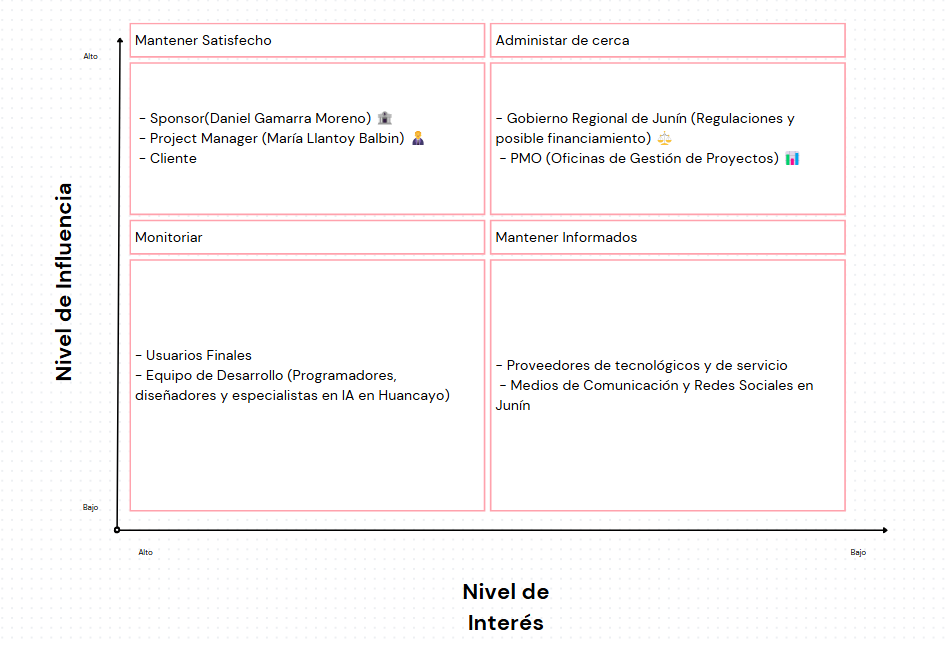 Mantener Satisfecho
Administar de cerca
Alto
- Sponsor(Daniel Gamarra Moreno)
- Project Manager (María Llantoy Balbin)
- Cliente
- Gobierno Regional de Junín (Regulaciones y
posible financiamiento)
- PMO (Oficinas de Gestión de Proyectos)
Nivel de Influencia
Monitoriar
Mantener Informados
- Usuarios Finales
- Equipo de Desarrollo (Programadores,
diseñadores y especialistas en IA en Huancayo)
- Proveedores de tecnológicos y de servicio
- Medios de Comunicación y Redes Sociales en
Junín
Bajo
Alto
Bajo
Nivel de
Interés